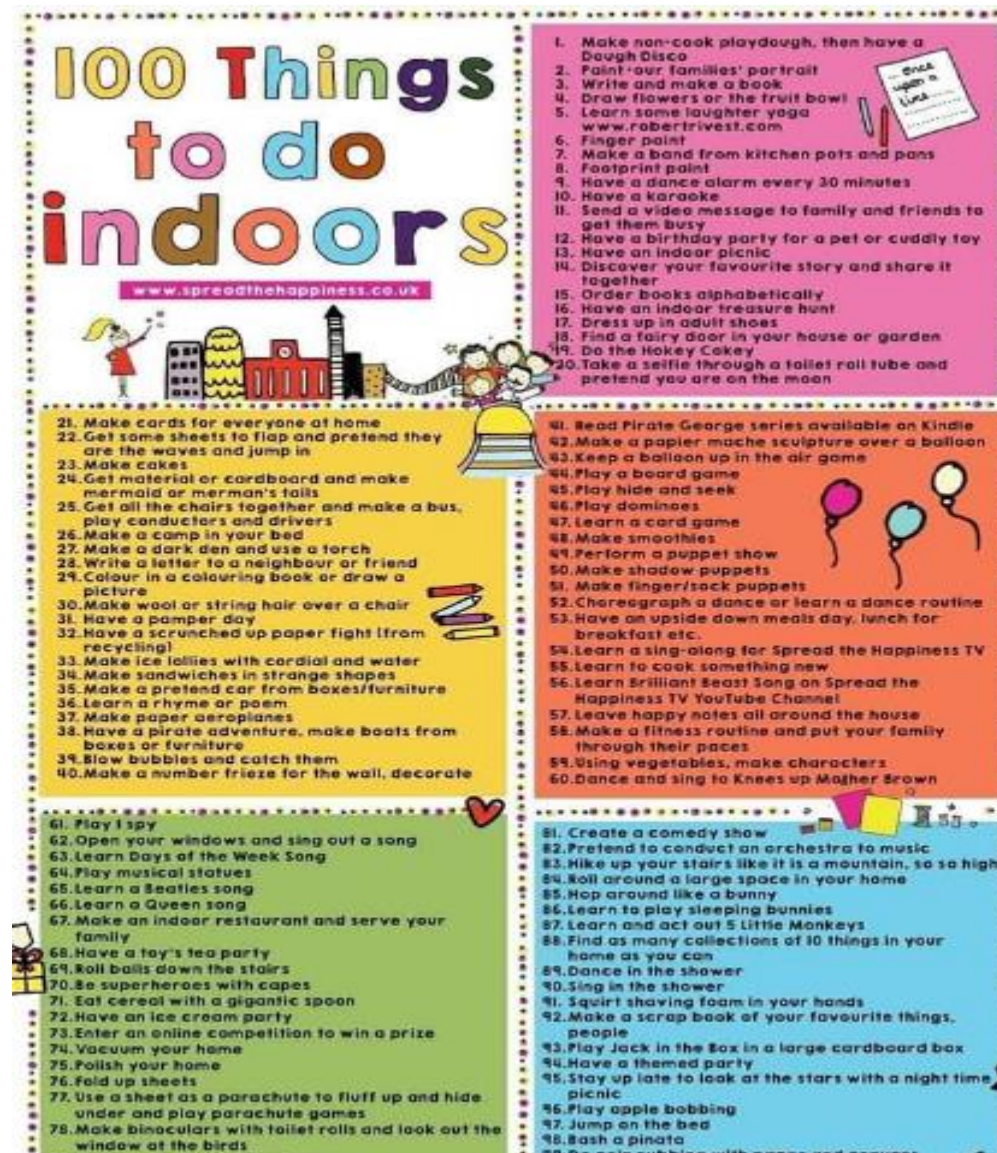 100 Things
to do
indoors
www.spreadthehappiness.co.uk
1. Make non-cook playdough, then have a
Dough Disco
2. Paint our families' portrait
3. Write and make a book
4. Draw flowers or the fruit bowl
5. Learn some laughter yoga
www.robertrivest.com
6. Finger paint
7. Make a band from kitchen pots and pans
8. Footprint paint
9. Have a dance alarm every 30 minutes
10. Have a karaoke
11. Send a video message to family and friends to
get them busy
12. Have a birthday party for a pet or cuddly toy
13. Have an indoor picnic
14. Discover your favourite story and share it
together
15. Order books alphabetically
16. Have an indoor treasure hunt
17. Dress up in adult shoes
18. Find a fairy door in your house or garden
19. Do the Hokey Cokey
20. Take a selfie through a toilet roll tube and
pretend you are on the moon
once
upon a
time
21. Make cards for everyone at home
22. Get some sheets to flap and pretend they
are the waves and jump in
23. Make cakes
24. Get material or cardboard and make
mermaid or merman's tails
25. Get all the chairs together and make a bus,
play conductors and drivers
26. Make a camp in your bed
27. Make a dark den and use a torch
28. Write a letter to a neighbour or friend
29. Colour in a colouring book or draw a
picture
30. Make wool or string hair over a chair
31. Have a pamper day
32. Have a scrunched up paper fight (from
recycling)
33. Make ice lollies with cordial and water
34. Make sandwiches in strange shapes
35. Make a pretend car from boxes/furniture
36. Learn a rhyme or poem
37. Make paper aeroplanes
38. Have a pirate adventure, make boats from
boxes or furniture
39. Blow bubbles and catch them
40. Make a number frieze for the wall, decorate
41. Read Pirate George series available on Kindle
42. Make a papier mache sculpture over a balloon
43. Keep a balloon up in the air game
44. Play a board game
45. Play hide and seek
46. Play dominoes
47. Learn a card game
48. Make smoothies
49. Perform a puppet show
50. Make shadow puppets
51. Make finger/sock puppets
52. Choreograph a dance or learn a dance routine
53. Have an upside down meals day, lunch for
breakfast etc.
54. Learn a sing-along for Spread the Happiness TV
55. Learn to cook something new
56. Learn Brilliant Beast Song on Spread the
Happiness TV YouTube Channel
57. Leave happy notes all around the house
58. Make a fitness routine and put your family
through their paces
59. Using vegetables, make characters
60. Dance and sing to Knees up Mother Brown
61. Play I spy
62. Open your windows and sing out a song
63. Learn Days of the Week Song
64. Play musical statues
65. Learn a Beatles song
66. Learn a Queen song
67. Make an indoor restaurant and serve your
family
68. Have a toy's tea party
69. Roll balls down the stairs
70. Be superheroes with capes
71. Eat cereal with a gigantic spoon
72. Have an ice cream party
73. Enter an online competition to win a prize
74. Vacuum your home
75. Polish your home
76. Fold up sheets
77. Use a sheet as a parachute to fluff up and hide
under and play parachute games
78. Make binoculars with toilet rolls and look out the
window at the birds
81. Create a comedy show
82. Pretend to conduct an orchestra to music
83. Hike up your stairs like it is a mountain, so so high
84. Roll around a large space in your home
85. Hop around like a bunny
86. Learn to play sleeping bunnies
87. Learn and act out 5 Little Monkeys
88. Find as many collections of 10 things in your
home as you can
89. Dance in the shower
90. Sing in the shower
91. Squirt shaving foam in your hands
92. Make a scrap book of your favourite things,
people
93. Play Jack in the Box in a large cardboard box
94. Have a themed party
95. Stay up late to look at the stars with a night time
picnic
96. Play apple bobbing
97. Jump on the bed
98. Bash a pinata